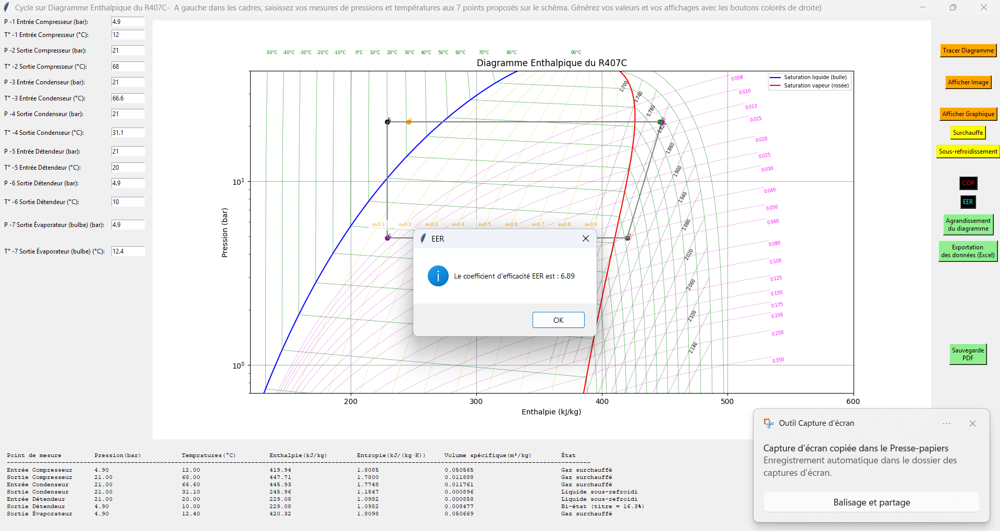 Cycle sur Diagramme Enthalpique du R407C-  A gauche dans les cadres, saisissez vos mesures de pressions et températures aux 7 points proposés sur le schéma. Générez vos valeurs et vos affichages avec les boutons colorés de droite)
P -1 Entrée Compresseur (bar): 4.9
T° -1 Entrée Compresseur (°C): 12
P -2 Sortie Compresseur (bar): 21
T° -2 Sortie Compresseur (°C): 68
P -3 Entrée Condenseur (bar): 21
T° -3 Entrée Condenseur (°C): 66.6
P -4 Sortie Condenseur (bar): 21
T° -4 Sortie Condenseur (°C): 31.1
P -5 Entrée Détendeur (bar): 21
T° -5 Entrée Détendeur (°C): 20
P -6 Sortie Détendeur (bar): 4.9
T° -6 Sortie Détendeur (°C): 10
P -7 Sortie Évaporateur (bulbe) (bar): 4.9
T° -7 Sortie Évaporateur (bulbe) (°C): 12.4
-50°C -40°C -30°C -20°C -10°C 0°C 10°C 20°C 30°C 40°C 50°C 60°C 70°C 80°C 90°C
Diagramme Enthalpique du R407C
Saturation liquide (bulle)
Saturation vapeur (rosée)
1.700
1.740
1.780
1.820
1.860
1.900
1.940
1.980
2.020
2.060
2.100
2.140
0.008
0.010
0.013
0.015
0.020
0.025
0.030
0.040
0.050
0.060
0.080
0.100
0.125
0.150
0.175
0.200
0.250
0.350
5
4
6
7
x=0.1 x=0.2 x=0.3 x=0.4 x=0.5 x=0.6 x=0.7 x=0.8 x=0.9
Pression (bar)
10¹
10⁰
200 300 400 500 600
Enthalpie (kJ/kg)
EER
Le coefficient d'efficacité EER est : 6.89
OK
Tracer Diagramme
Afficher Image
Afficher Graphique
Surchauffe
Sous-refroidissement
COP
EER
Agrandissement
du diagramme
Exportation
des données (Excel)
Sauvegarde
PDF
Point de mesure Pression(bar) Tempratures(°C) Enthalpie(kJ/kg) Entropie(kJ/(kg·K)) Volume spécifique(m³/kg) État
Entrée Compresseur 4.90 12.00 419.94 1.8085 0.050565 Gaz surchauffé
Sortie Compresseur 21.00 68.00 447.71 1.7800 0.011888 Gaz surchauffé
Entrée Condenseur 21.00 66.60 445.93 1.7748 0.011761 Gaz surchauffé
Sortie Condenseur 21.00 31.10 245.96 1.1547 0.000896 Liquide sous-refroidi
Entrée Détendeur 21.00 20.00 229.08 1.0982 0.000858 Liquide sous-refroidi
Sortie Détendeur 4.90 10.00 229.08 1.0982 0.008477 Bi-état (titre = 16.3%)
Sortie Évaporateur 4.90 12.40 420.32 1.8098 0.050669 Gaz surchauffé
Outil Capture d'écran
Capture d'écran copiée dans le Presse-papiers
Enregistrement automatique dans le dossier des
captures d'écran.
Balisage et partage